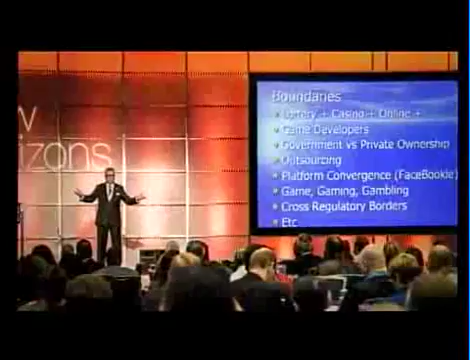 izons
Boundaries
Lottery + Casino + Online +
Game Developers
Government vs Private Ownership
Outsourcing
Platform Convergence (FaceBookie)
Game, Gaming, Gambling
Cross Regulatory Borders
Etc